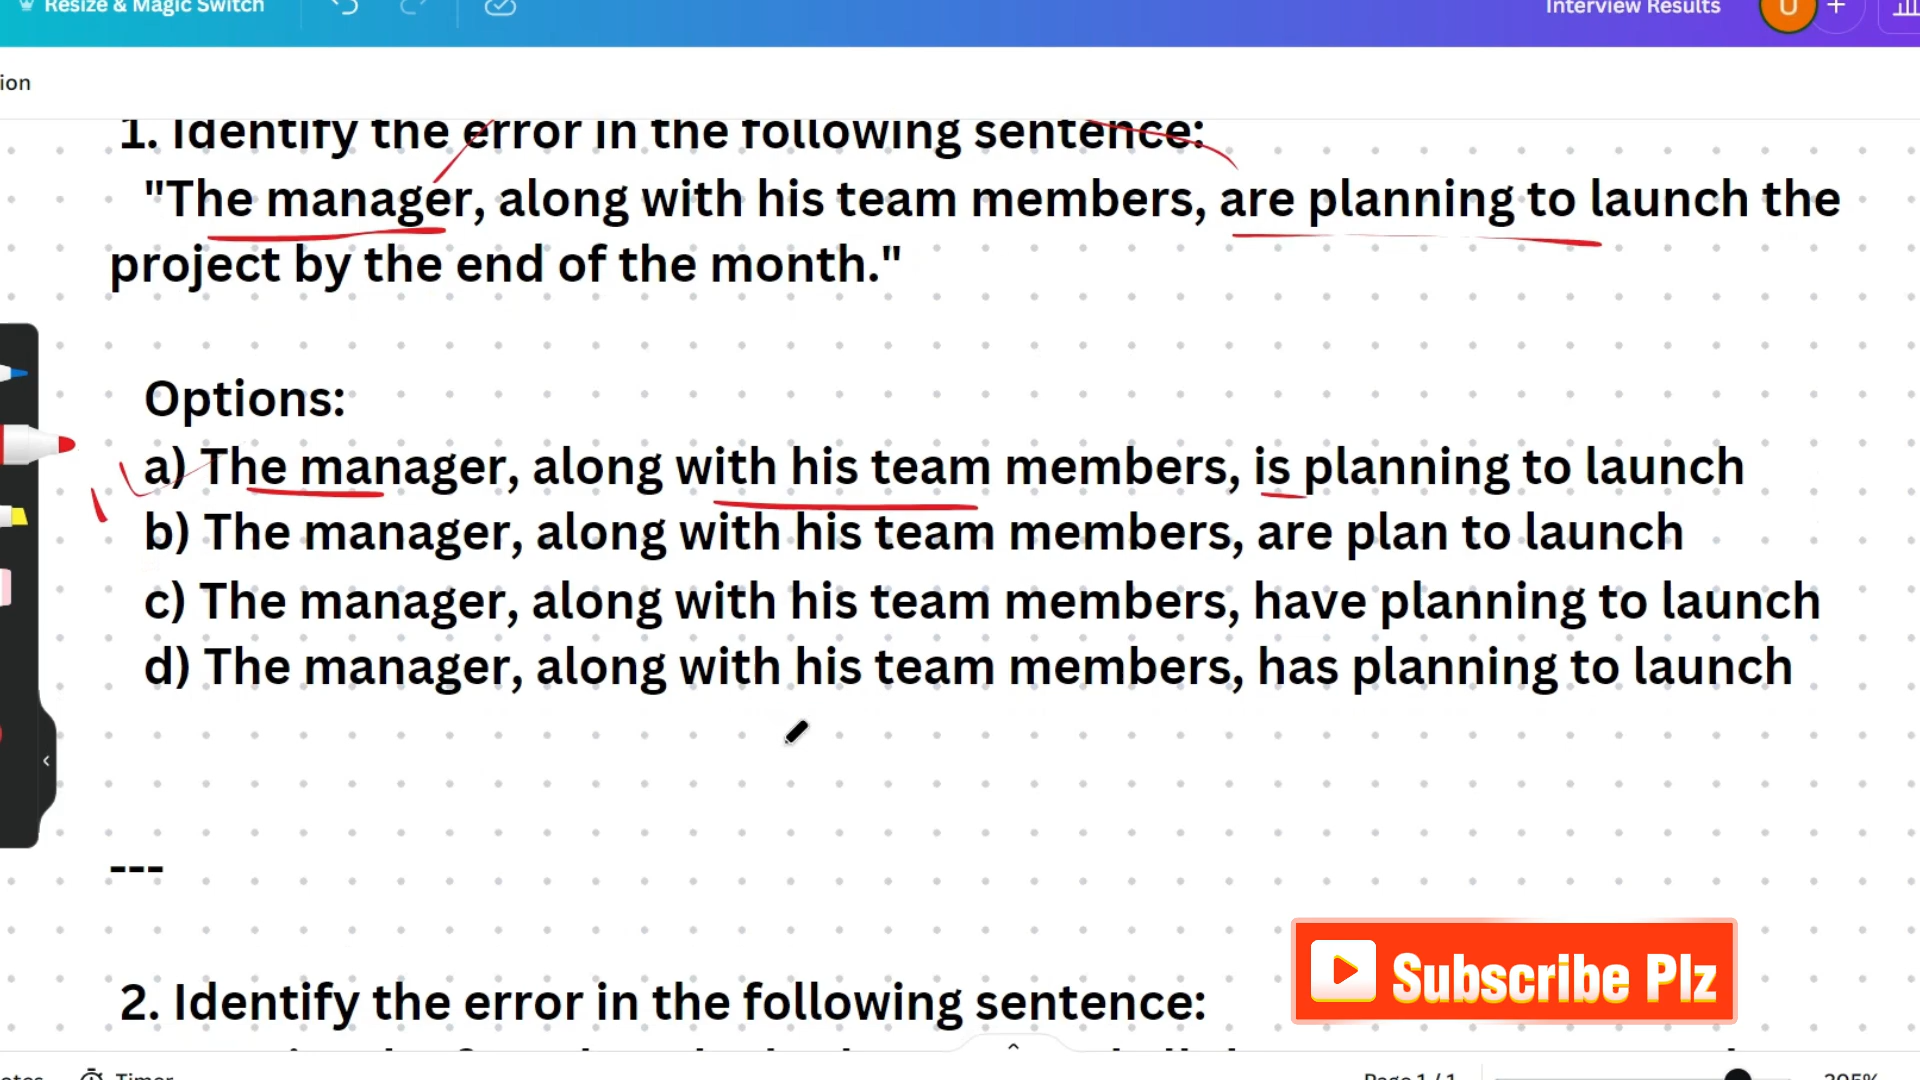 Resize & Magic Switch
Interview Results
U
+
ion
1. Identify the error in the following sentence:
"The manager, along with his team members, are planning to launch the
project by the end of the month."
Options:
a) The manager, along with his team members, is planning to launch
b) The manager, along with his team members, are plan to launch
c) The manager, along with his team members, have planning to launch
d) The manager, along with his team members, has planning to launch
---
2. Identify the error in the following sentence:
Subscribe Plz
Timer
Page 1 / 1